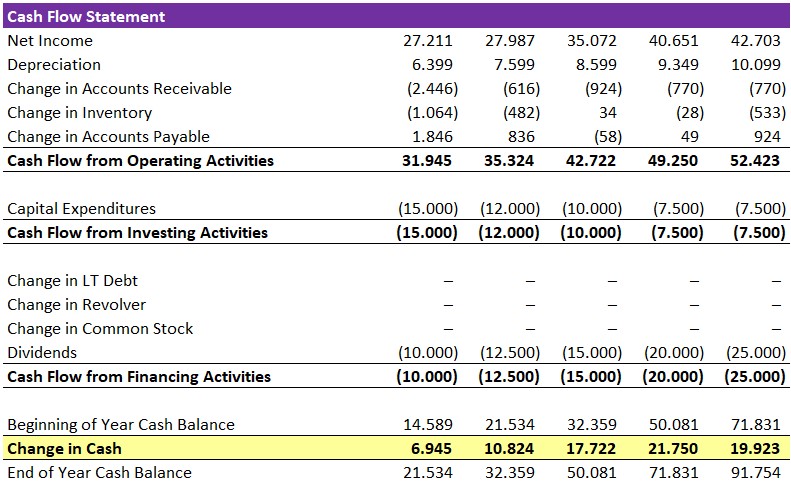 Cash Flow Statement
Net Income 27.211 27.987 35.072 40.651 42.703
Depreciation 6.399 7.599 8.599 9.349 10.099
Change in Accounts Receivable (2.446) (616) (924) (770) (770)
Change in Inventory (1.064) (482) 34 (28) (533)
Change in Accounts Payable 1.846 836 (58) 49 924
Cash Flow from Operating Activities 31.945 35.324 42.722 49.250 52.423
Capital Expenditures (15.000) (12.000) (10.000) (7.500) (7.500)
Cash Flow from Investing Activities (15.000) (12.000) (10.000) (7.500) (7.500)
Change in LT Debt – – – – –
Change in Revolver – – – – –
Change in Common Stock – – – – –
Dividends (10.000) (12.500) (15.000) (20.000) (25.000)
Cash Flow from Financing Activities (10.000) (12.500) (15.000) (20.000) (25.000)
Beginning of Year Cash Balance 14.589 21.534 32.359 50.081 71.831
Change in Cash 6.945 10.824 17.722 21.750 19.923
End of Year Cash Balance 21.534 32.359 50.081 71.831 91.754